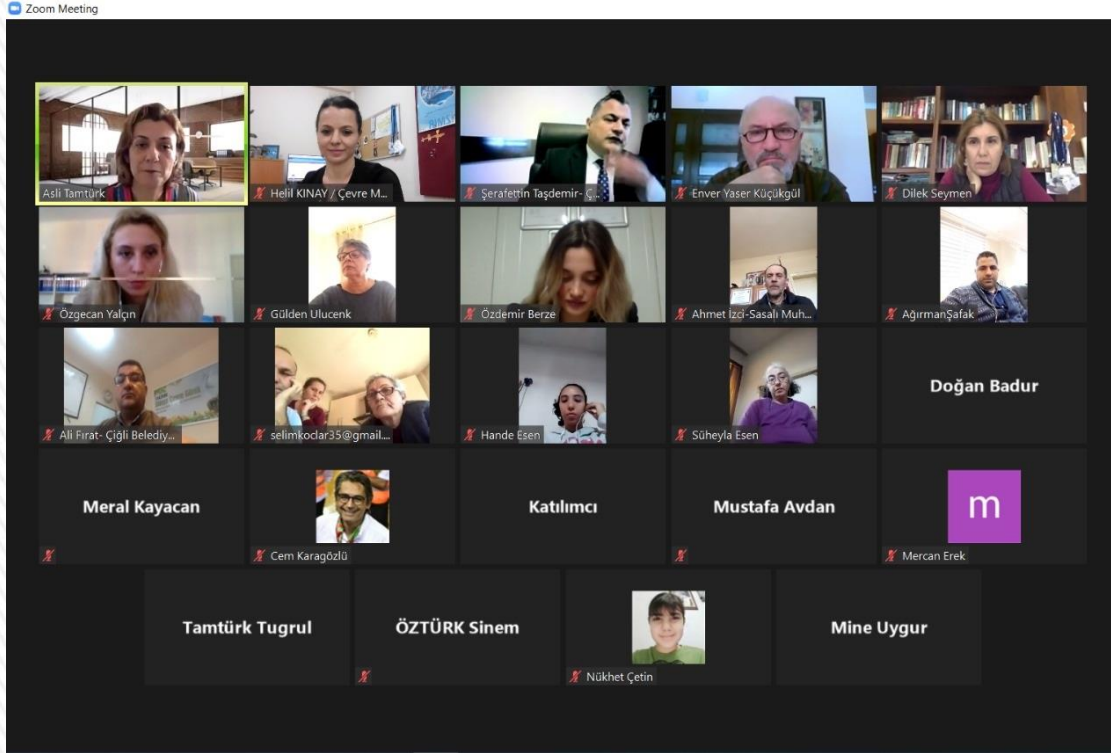 Zoom Meeting
Asli Tamtürk
Helil KINAY / Çevre M...
Şerafettin Taşdemir- Ç...
Enver Yaser Küçükgül
Dilek Seymen
Özgecan Yalçın
Gülden Ulucenk
Özdemir Berze
Ahmet İzci-Sasalı Muh...
AğırmanŞafak
Ali Fırat- Çiğli Belediy...
selimkoclar35@gmail....
Hande Esen
Süheyla Esen
Doğan Badur
Meral Kayacan
Cem Karagözlü
Katılımcı
Mustafa Avdan
m
Mercan Erek
Tamtürk Tugrul
ÖZTÜRK Sinem
Nükhet Çetin
Mine Uygur